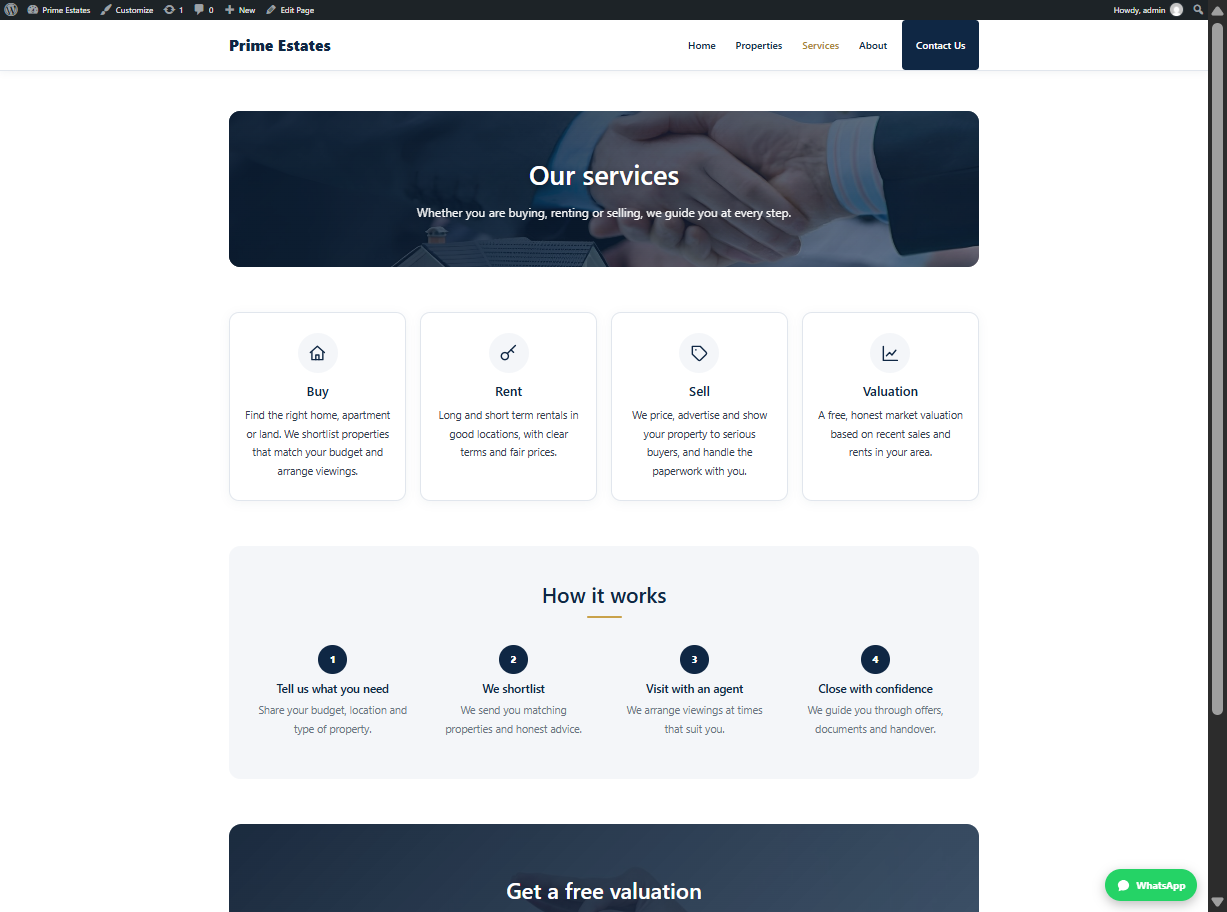 Prime Estates
Customize
1
0
New
Edit Page
Howdy, admin
Prime Estates
Home
Properties
Services
About
Contact Us
Our services
Whether you are buying, renting or selling, we guide you at every step.
Buy
Find the right home, apartment
or land. We shortlist properties
that match your budget and
arrange viewings.
Rent
Long and short term rentals in
good locations, with clear
terms and fair prices.
Sell
We price, advertise and show
your property to serious
buyers, and handle the
paperwork with you.
Valuation
A free, honest market valuation
based on recent sales and
rents in your area.
How it works
1
Tell us what you need
Share your budget, location and
type of property.
2
We shortlist
We send you matching
properties and honest advice.
3
Visit with an agent
We arrange viewings at times
that suit you.
4
Close with confidence
We guide you through offers,
documents and handover.
Get a free valuation
WhatsApp